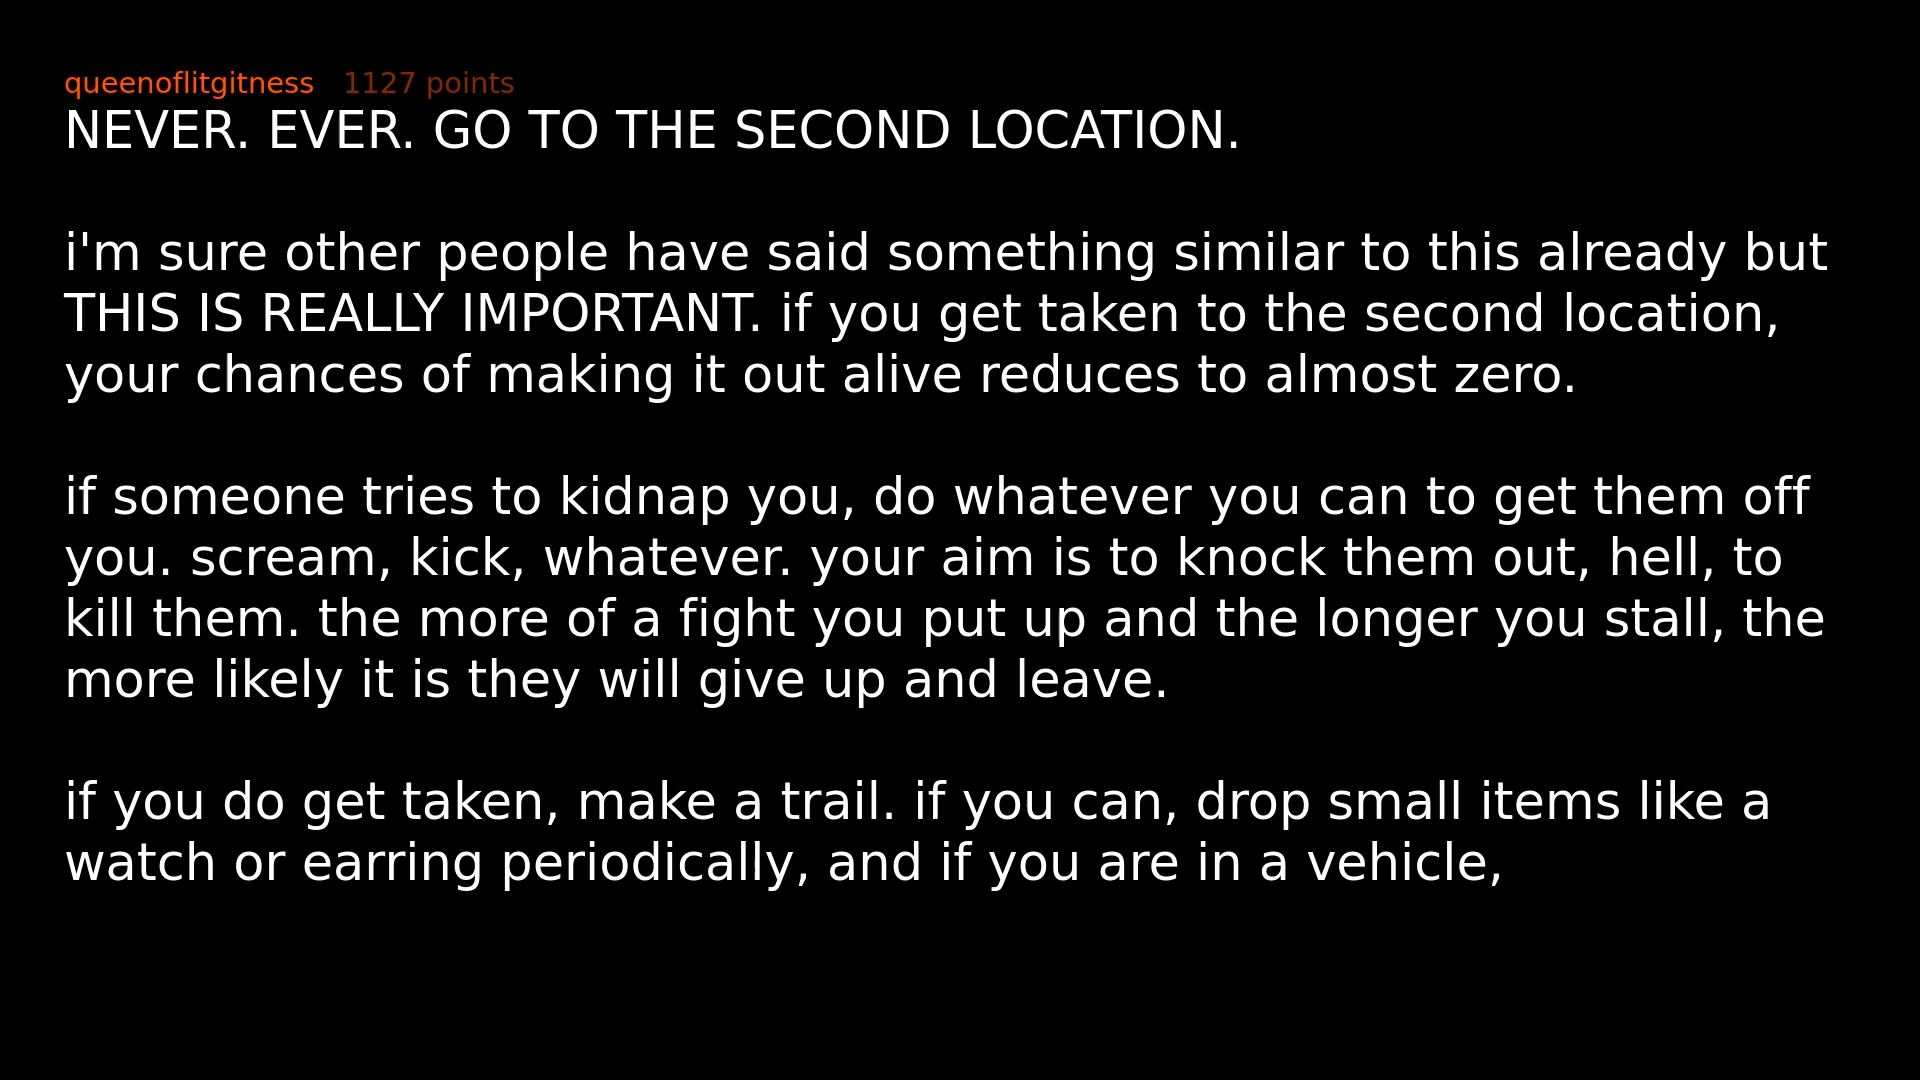 queenoflitgitness 1127 points
NEVER. EVER. GO TO THE SECOND LOCATION.
i'm sure other people have said something similar to this already but
THIS IS REALLY IMPORTANT. if you get taken to the second location,
your chances of making it out alive reduces to almost zero.
if someone tries to kidnap you, do whatever you can to get them off
you. scream, kick, whatever. your aim is to knock them out, hell, to
kill them. the more of a fight you put up and the longer you stall, the
more likely it is they will give up and leave.
if you do get taken, make a trail. if you can, drop small items like a
watch or earring periodically, and if you are in a vehicle,